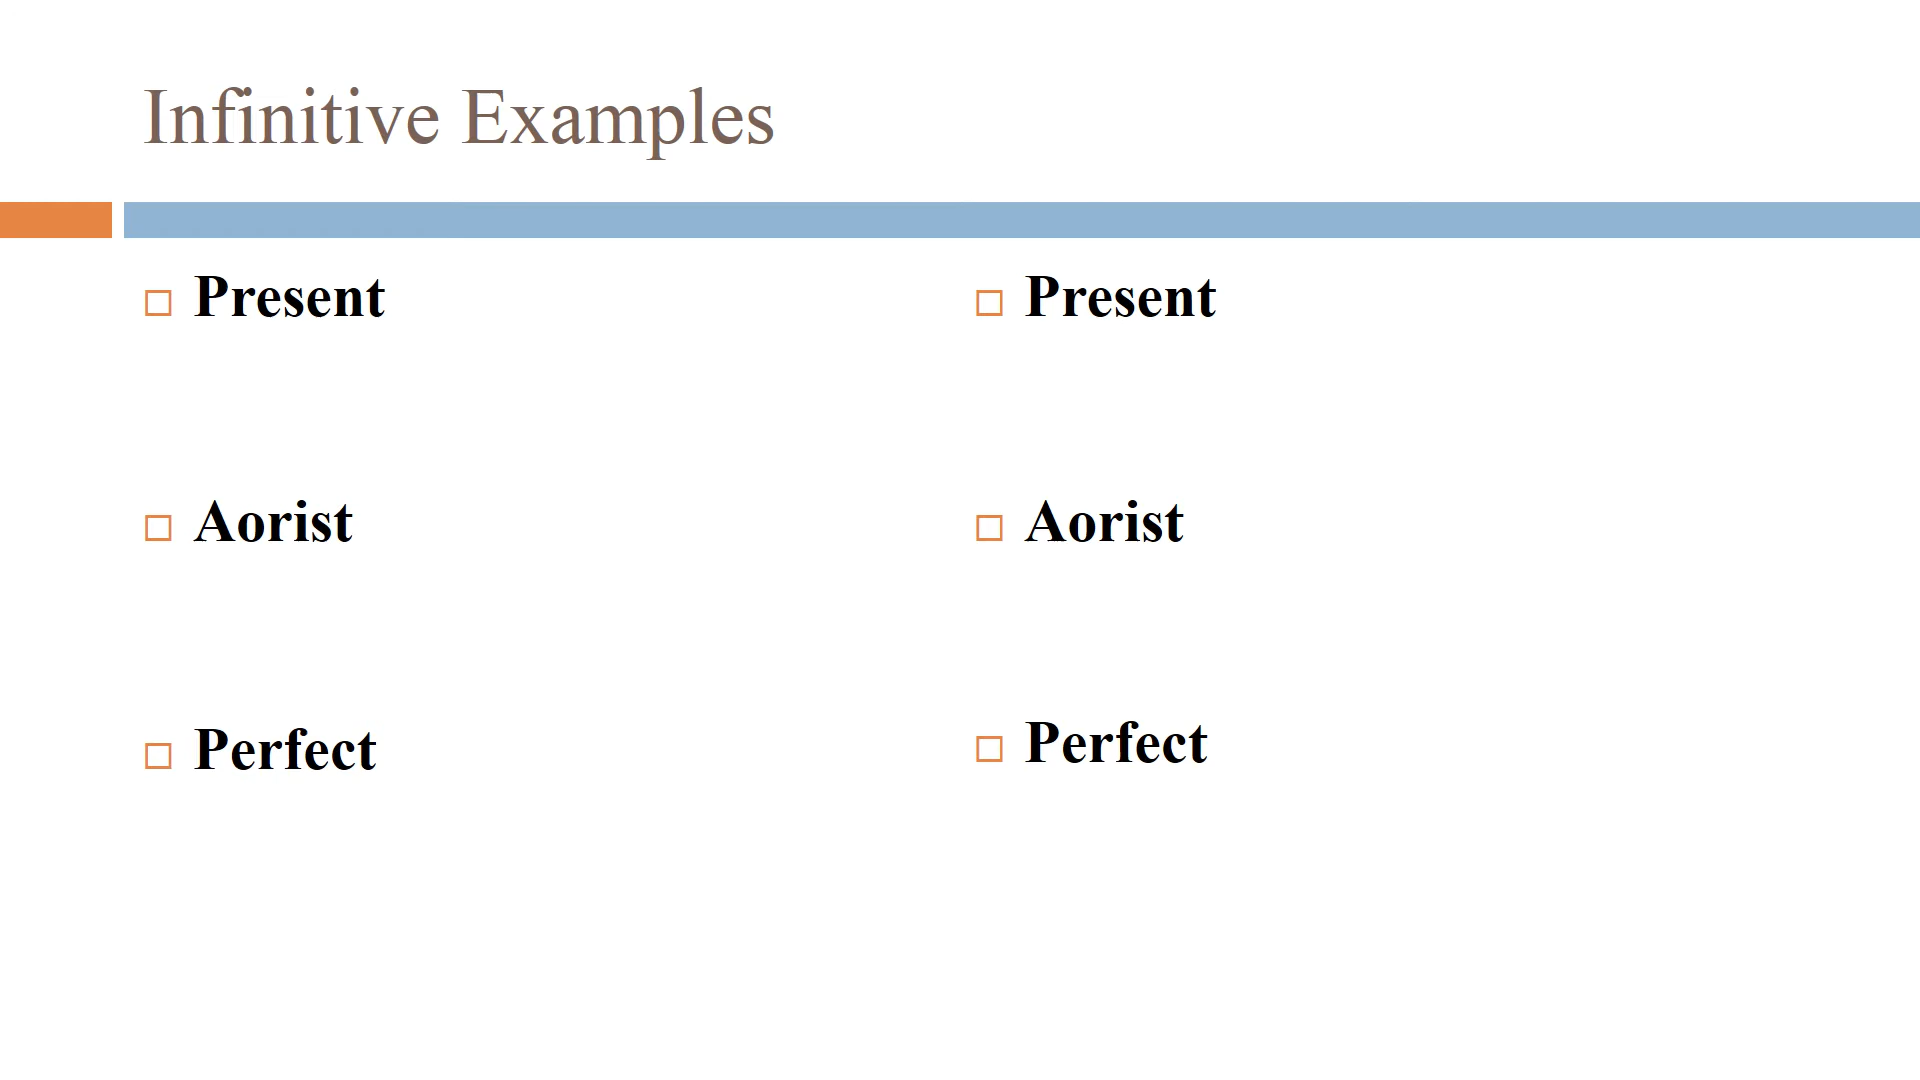 Infinitive Examples
Present
Aorist
Perfect
Present
Aorist
Perfect